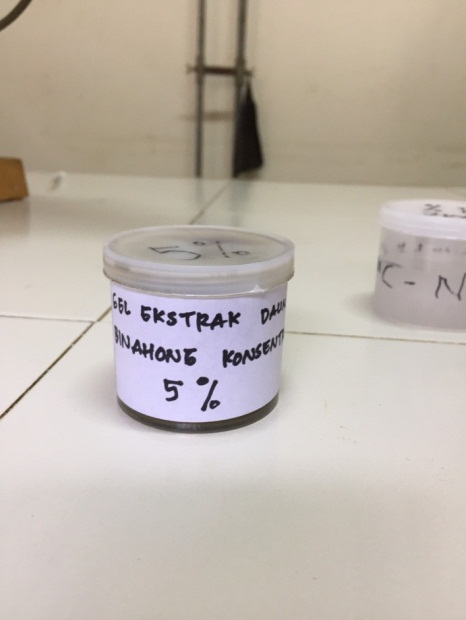 5%
GEL EKSTRAK DAUN
BINAHONG KONSENT
5%
C-N